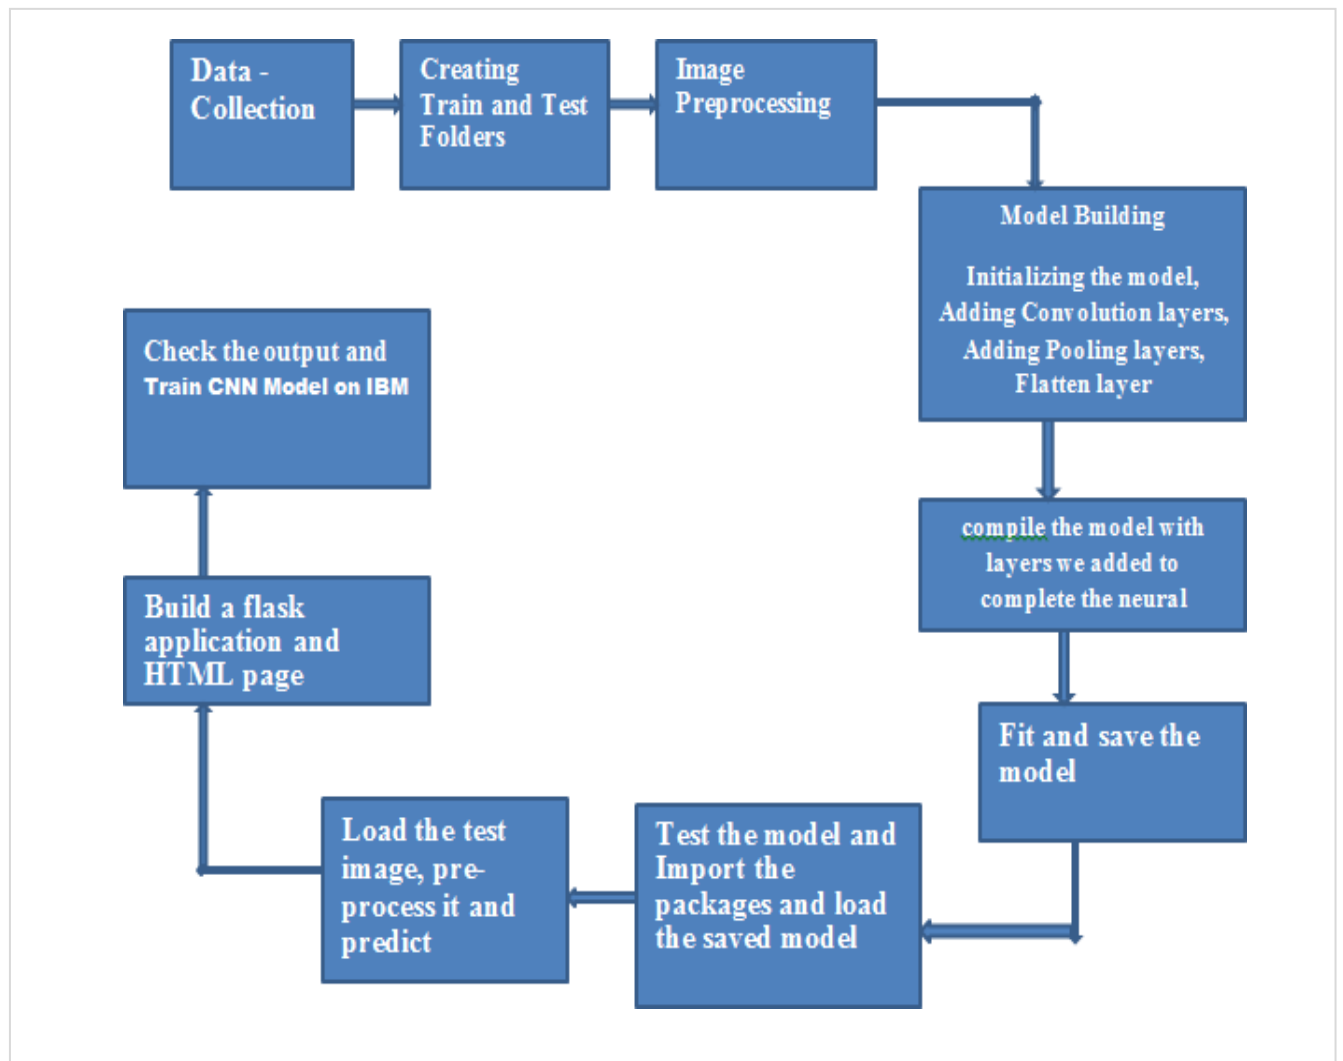 Data -
Collection
Creating
Train and Test
Folders
Image
Preprocessing
Model Building
Initializing the model,
Adding Convolution layers,
Adding Pooling layers,
Flatten layer
compile the model with
layers we added to
complete the neural
Fit and save the
model
Test the model and
Import the
packages and load
the saved model
Load the test
image, pre-
process it and
predict
Build a flask
application and
HTML page
Check the output and
Train CNN Model on IBM